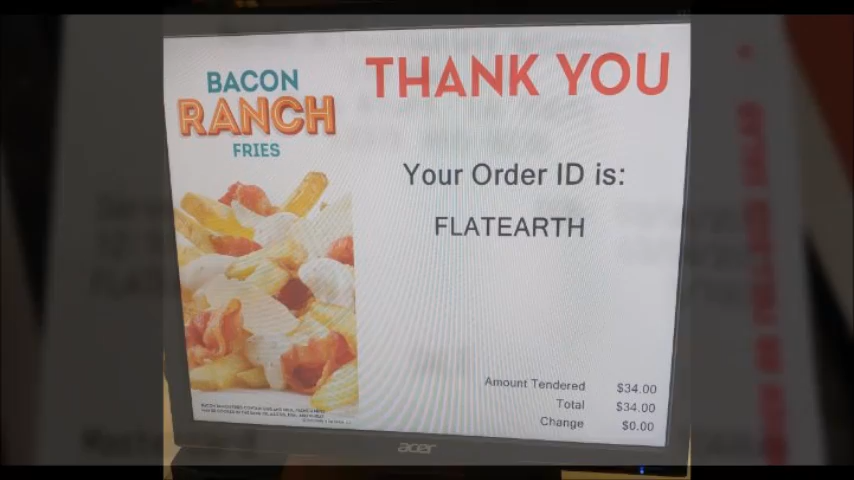 BACON
RANCH
FRIES
THANK YOU
Your Order ID is:
FLATEARTH
Amount Tendered $34.00
Total $34.00
Change $0.00
acer